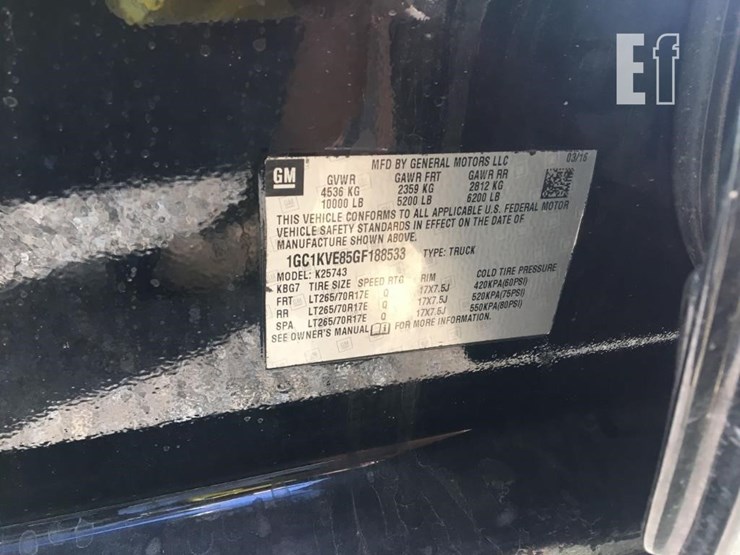 Ef
GM
MFD BY GENERAL MOTORS LLC 03/16
GVWR GAWR FRT GAWR RR
4536 KG 2359 KG 2812 KG
10000 LB 5200 LB 6200 LB
THIS VEHICLE CONFORMS TO ALL APPLICABLE U.S. FEDERAL MOTOR
VEHICLE SAFETY STANDARDS IN EFFECT ON THE DATE OF
MANUFACTURE SHOWN ABOVE.
1GC1KVE85GF188533 TYPE: TRUCK
MODEL: K25743
KBG7 TIRE SIZE SPEED RTG RIM COLD TIRE PRESSURE
FRT LT265/70R17E Q 17X7.5J 420KPA(60PSI)
RR LT265/70R17E Q 17X7.5J 520KPA(75PSI)
SPA LT265/70R17E Q 17X7.5J 550KPA(80PSI)
SEE OWNER'S MANUAL FOR MORE INFORMATION.